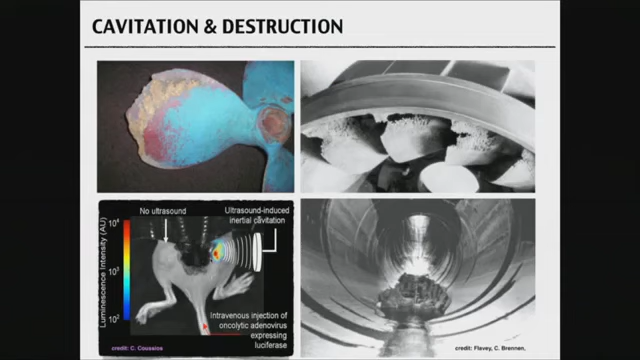 CAVITATION & DESTRUCTION
No ultrasound
Ultrasound-induced
inertial cavitation
Luminescence Intensity (AU)
10⁴
10³
10²
Intravenous injection of
oncolytic adenovirus
expressing
luciferase
credit: C. Coussios
credit: Flavey, C. Brennen,